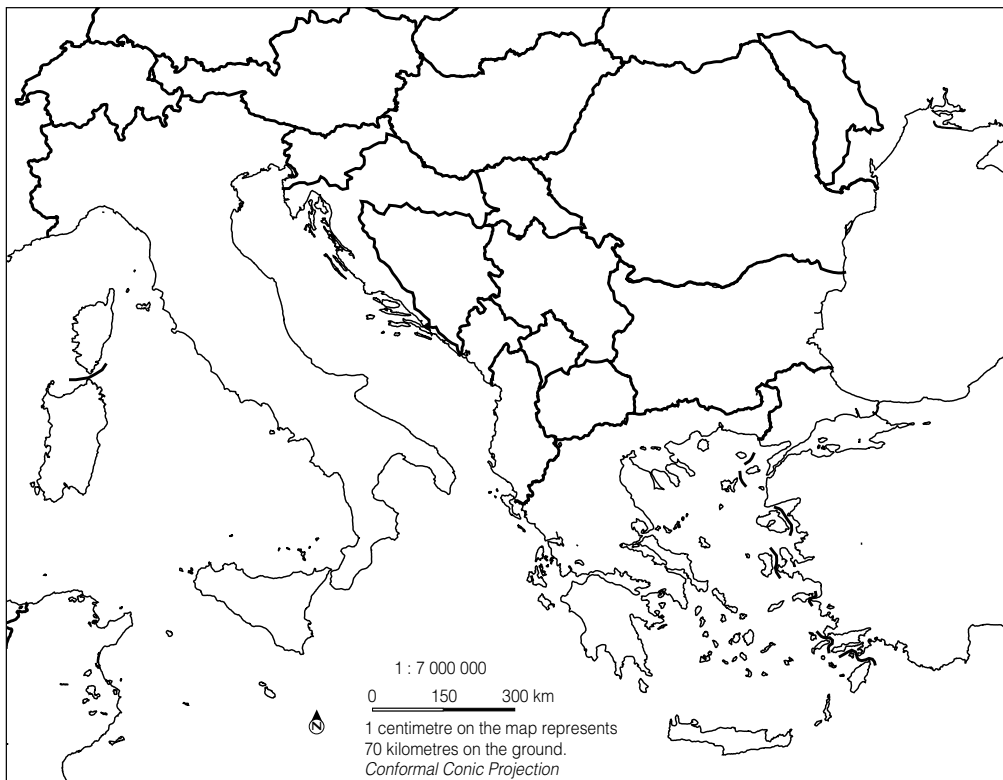 1 : 7 000 000
0 150 300 km
N
1 centimetre on the map represents
70 kilometres on the ground.
Conformal Conic Projection